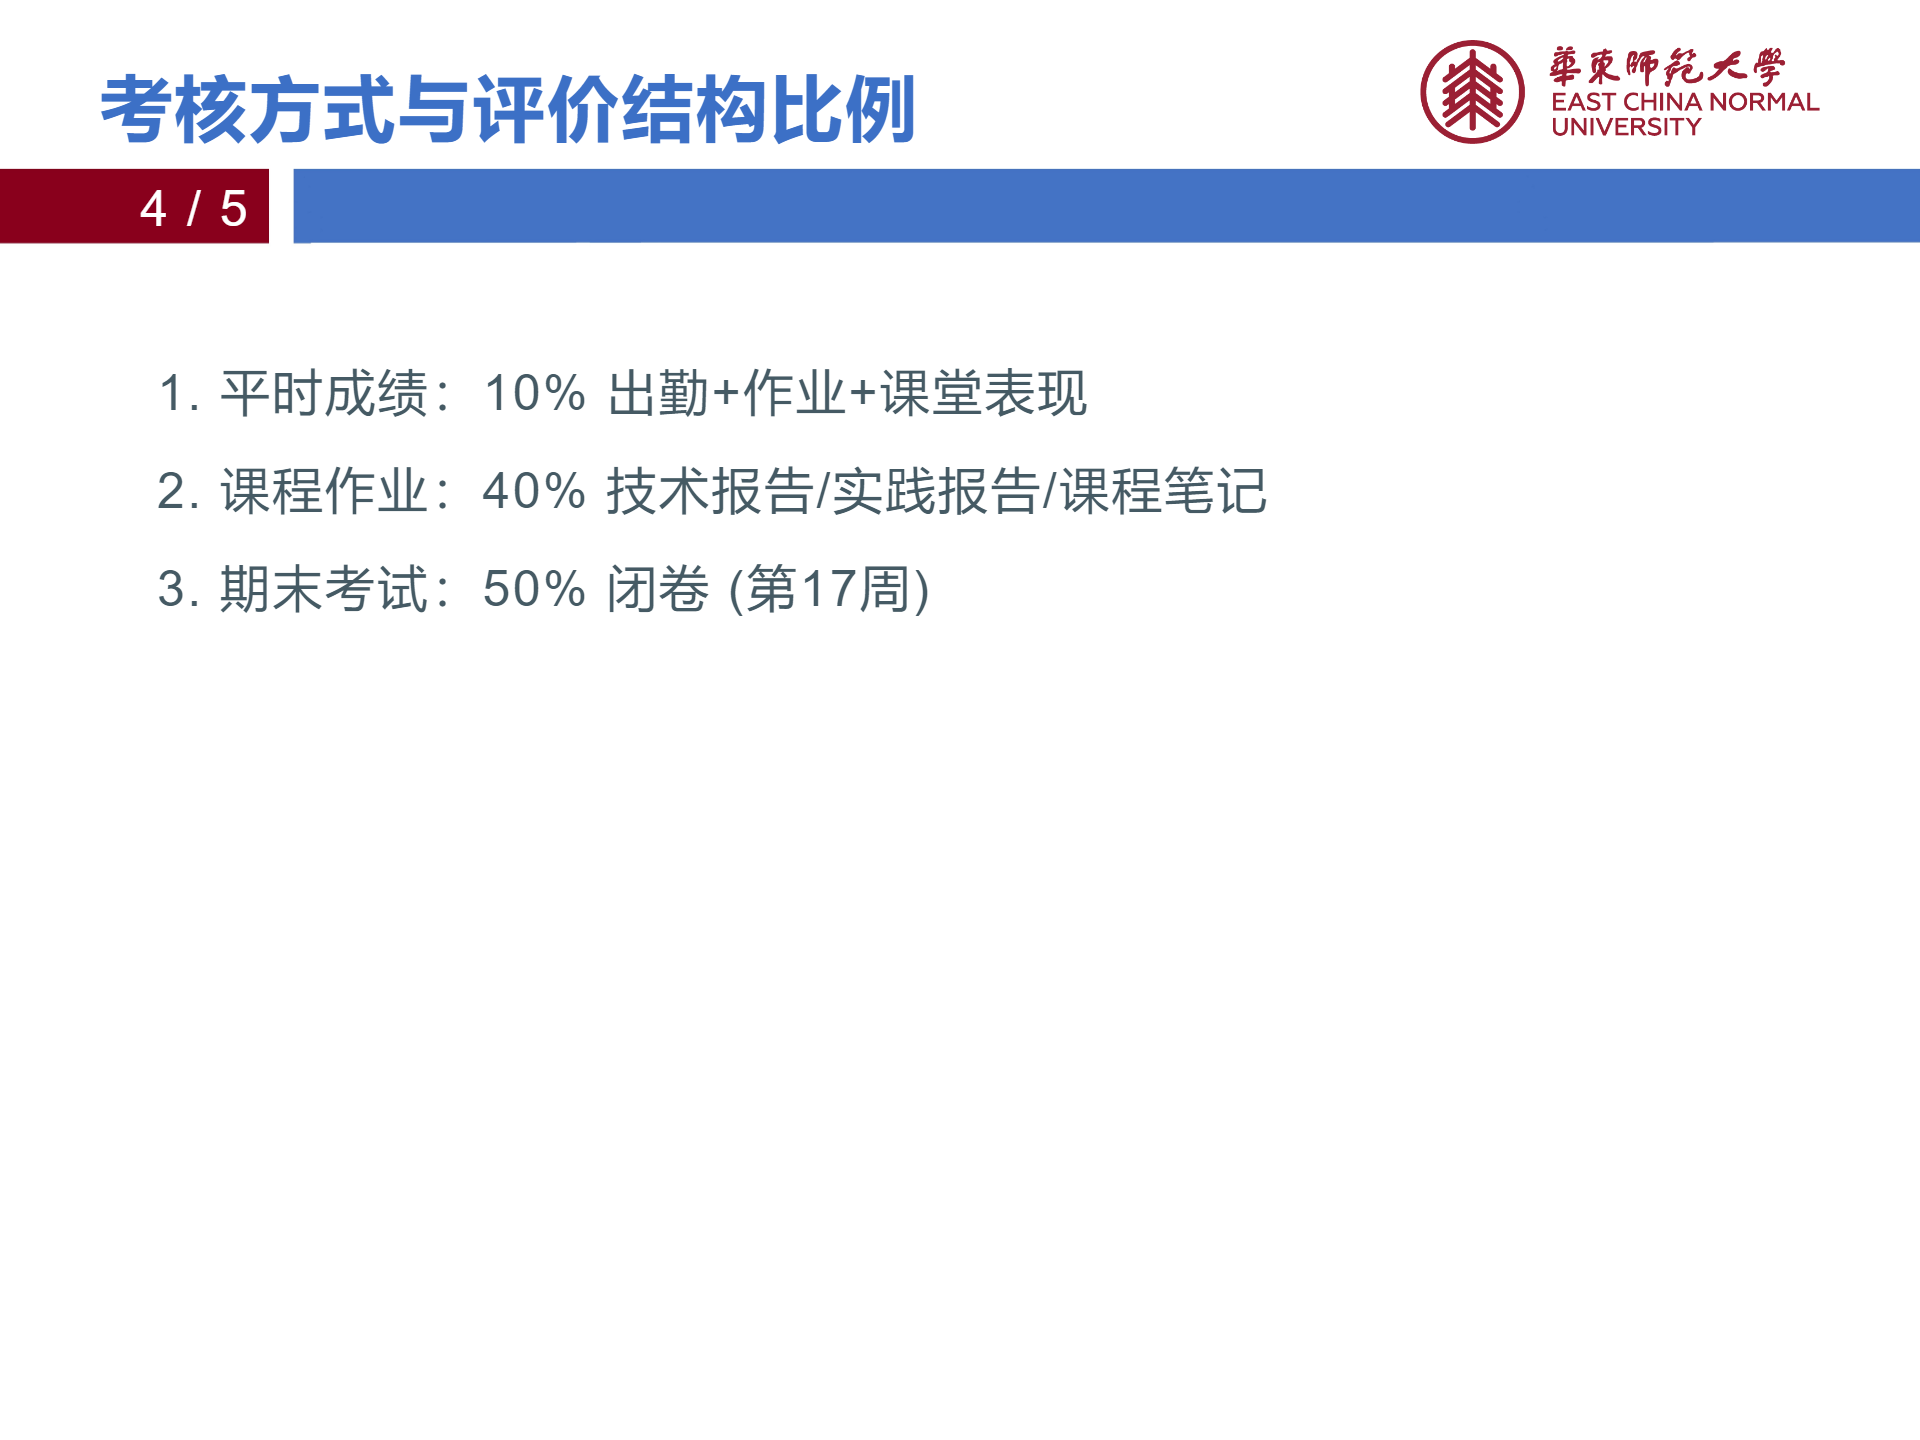 考核方式与评价结构比例
華東師範大學
EAST CHINA NORMAL
UNIVERSITY
4 / 5
1. 平时成绩：10% 出勤+作业+课堂表现
2. 课程作业：40% 技术报告/实践报告/课程笔记
3. 期末考试：50% 闭卷 (第17周)